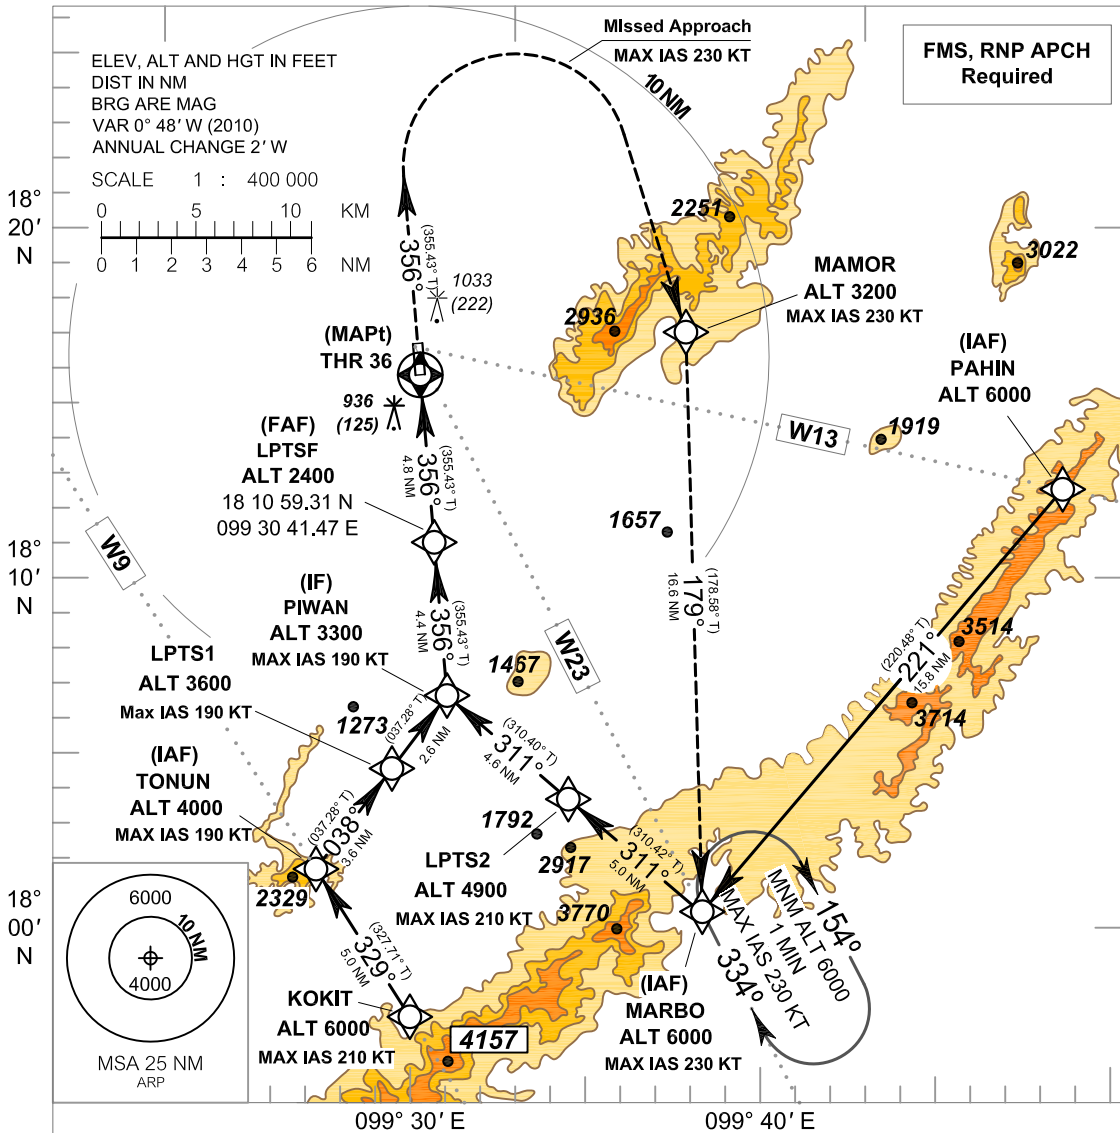 ELEV, ALT AND HGT IN FEET
DIST IN NM
BRG ARE MAG
VAR 0° 48′ W (2010)
ANNUAL CHANGE 2′ W
SCALE 1 : 400 000
0 5 10 KM
0 1 2 3 4 5 6 NM
MIssed Approach
MAX IAS 230 KT
10 NM
FMS, RNP APCH
Required
18°
20′
N
356°
(355.43° T)
1033
(222)
2251
3022
MAMOR
ALT 3200
MAX IAS 230 KT
2936
(MAPt)
THR 36
936
(125)
(IAF)
PAHIN
ALT 6000
W13
1919
(FAF)
LPTSF
ALT 2400
18 10 59.31 N
099 30 41.47 E
(355.43° T)
356°
4.8 NM
1657
W9
18°
10′
N
(IF)
PIWAN
ALT 3300
MAX IAS 190 KT
(355.43° T)
356°
4.4 NM
(178.58° T)
179°
16.6 NM
W23
(220.48° T)
221°
15.8 NM
3514
3714
1467
LPTS1
ALT 3600
Max IAS 190 KT
1273
(037.28° T)
2.6 NM
(310.40° T)
311°
4.6 NM
(IAF)
TONUN
ALT 4000
MAX IAS 190 KT
(037.28° T)
038°
3.6 NM
1792
2917
LPTS2
ALT 4900
MAX IAS 210 KT
(310.42° T)
311°
5.0 NM
2329
18°
00′
N
3770
(327.71° T)
329°
5.0 NM
154°
MNM ALT 6000
1 MIN
MAX IAS 230 KT
334°
(IAF)
MARBO
ALT 6000
MAX IAS 230 KT
KOKIT
ALT 6000
MAX IAS 210 KT
4157
6000
10 NM
4000
MSA 25 NM
ARP
099° 30′ E
099° 40′ E